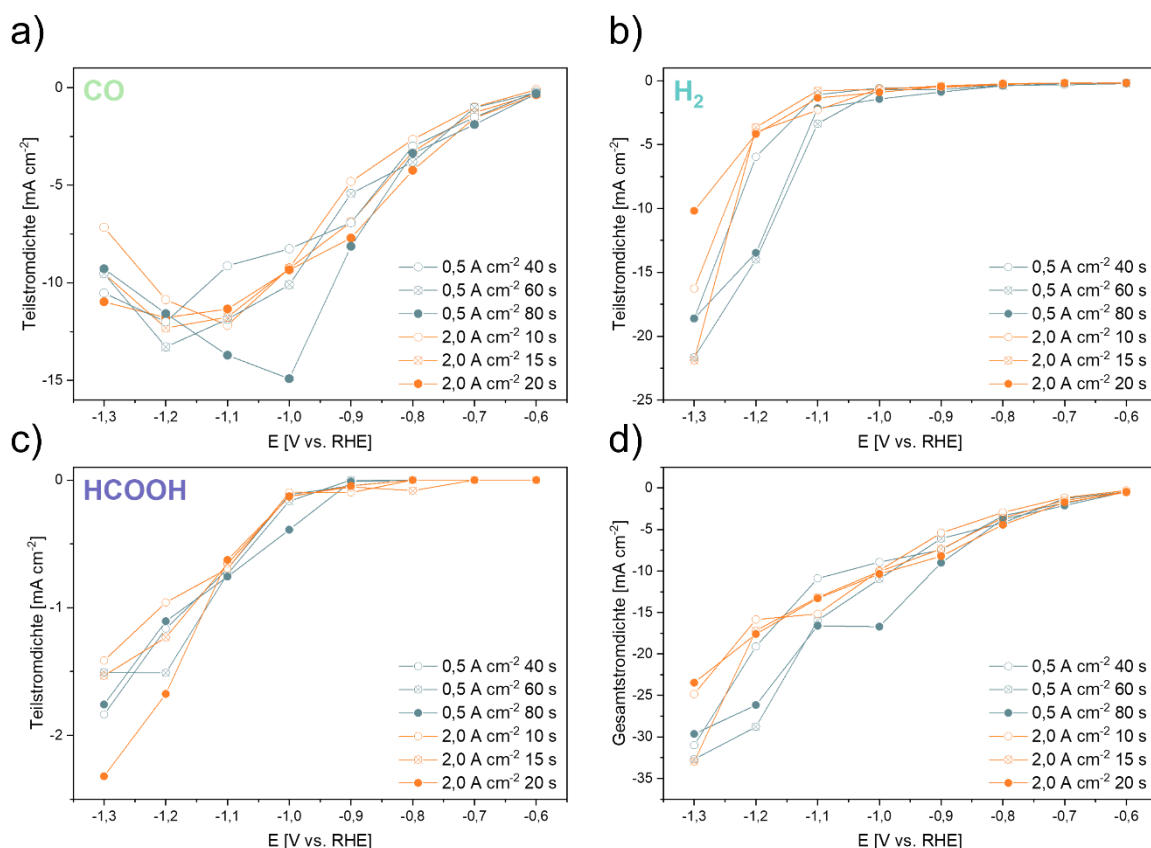 a)
CO
Teilstromdichte [mA cm⁻²]
0
-5
-10
-15
0,5 A cm⁻² 40 s
0,5 A cm⁻² 60 s
0,5 A cm⁻² 80 s
2,0 A cm⁻² 10 s
2,0 A cm⁻² 15 s
2,0 A cm⁻² 20 s
-1,3 -1,2 -1,1 -1,0 -0,9 -0,8 -0,7 -0,6
E [V vs. RHE]
b)
H₂
Teilstromdichte [mA cm⁻²]
0
-5
-10
-15
-20
-25
0,5 A cm⁻² 40 s
0,5 A cm⁻² 60 s
0,5 A cm⁻² 80 s
2,0 A cm⁻² 10 s
2,0 A cm⁻² 15 s
2,0 A cm⁻² 20 s
-1,3 -1,2 -1,1 -1,0 -0,9 -0,8 -0,7 -0,6
E [V vs. RHE]
c)
HCOOH
Teilstromdichte [mA cm⁻²]
0
-1
-2
0,5 A cm⁻² 40 s
0,5 A cm⁻² 60 s
0,5 A cm⁻² 80 s
2,0 A cm⁻² 10 s
2,0 A cm⁻² 15 s
2,0 A cm⁻² 20 s
-1,3 -1,2 -1,1 -1,0 -0,9 -0,8 -0,7 -0,6
E [V vs. RHE]
d)
Gesamtstromdichte [mA cm⁻²]
0
-5
-10
-15
-20
-25
-30
-35
0,5 A cm⁻² 40 s
0,5 A cm⁻² 60 s
0,5 A cm⁻² 80 s
2,0 A cm⁻² 10 s
2,0 A cm⁻² 15 s
2,0 A cm⁻² 20 s
-1,3 -1,2 -1,1 -1,0 -0,9 -0,8 -0,7 -0,6
E [V vs. RHE]